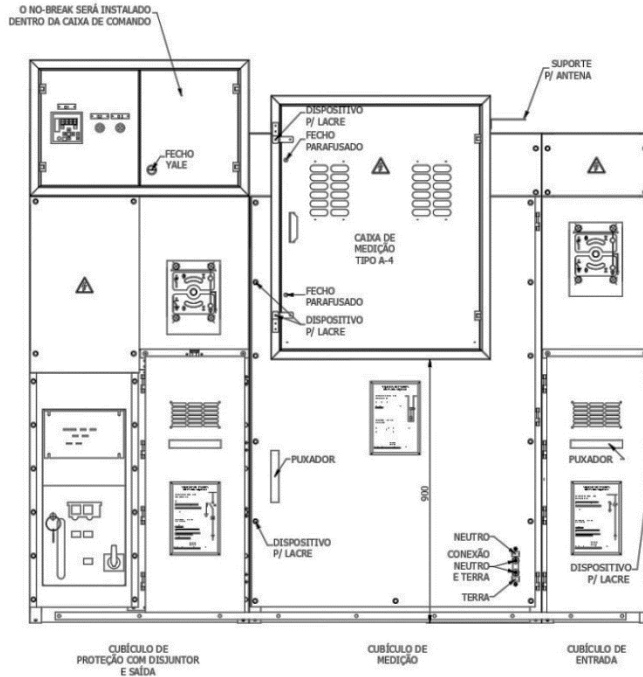 O NO-BREAK SERÁ INSTALADO
DENTRO DA CAIXA DE COMANDO
SUPORTE
P/ ANTENA
DISPOSITIVO
P/ LACRE
FECHO
PARAFUSADO
FECHO
YALE
CAIXA DE
MEDIÇÃO
TIPO A-4
FECHO
PARAFUSADO
DISPOSITIVO
P/ LACRE
PUXADOR
PUXADOR
900
DISPOSITIVO
P/ LACRE
NEUTRO
CONEXÃO
NEUTRO
E TERRA
TERRA
DISPOSITIVO
P/ LACRE
CUBÍCULO DE
PROTEÇÃO COM DISJUNTOR
E SAÍDA
CUBÍCULO DE
MEDIÇÃO
CUBÍCULO DE
ENTRADA